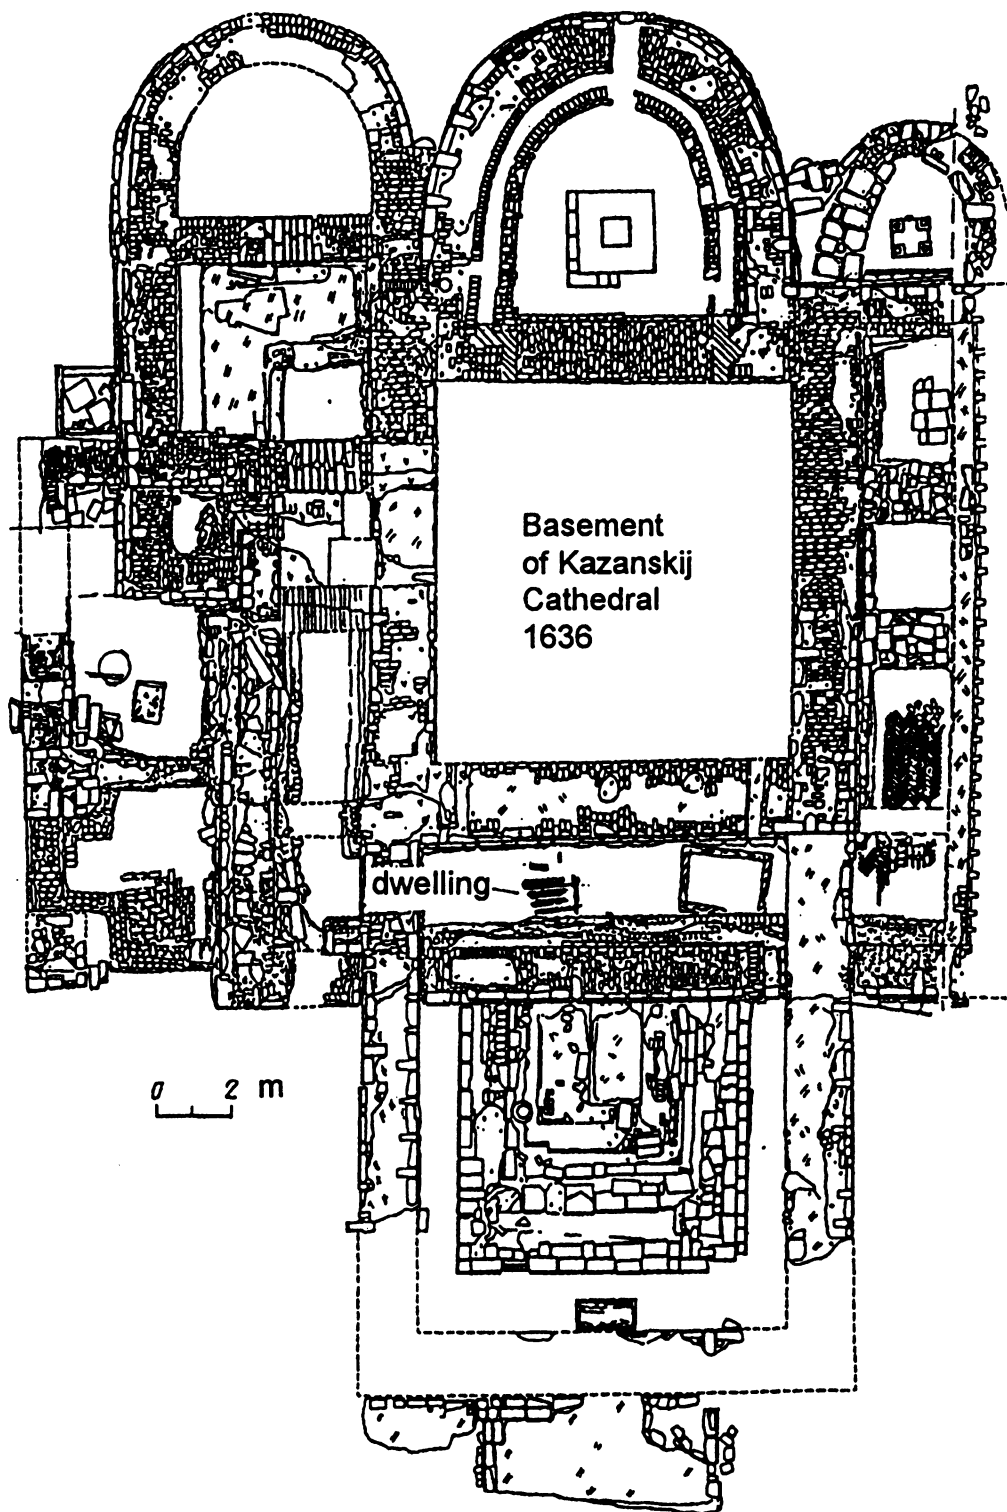 Basement
of Kazanskij
Cathedral
1636
dwelling
0 2 m